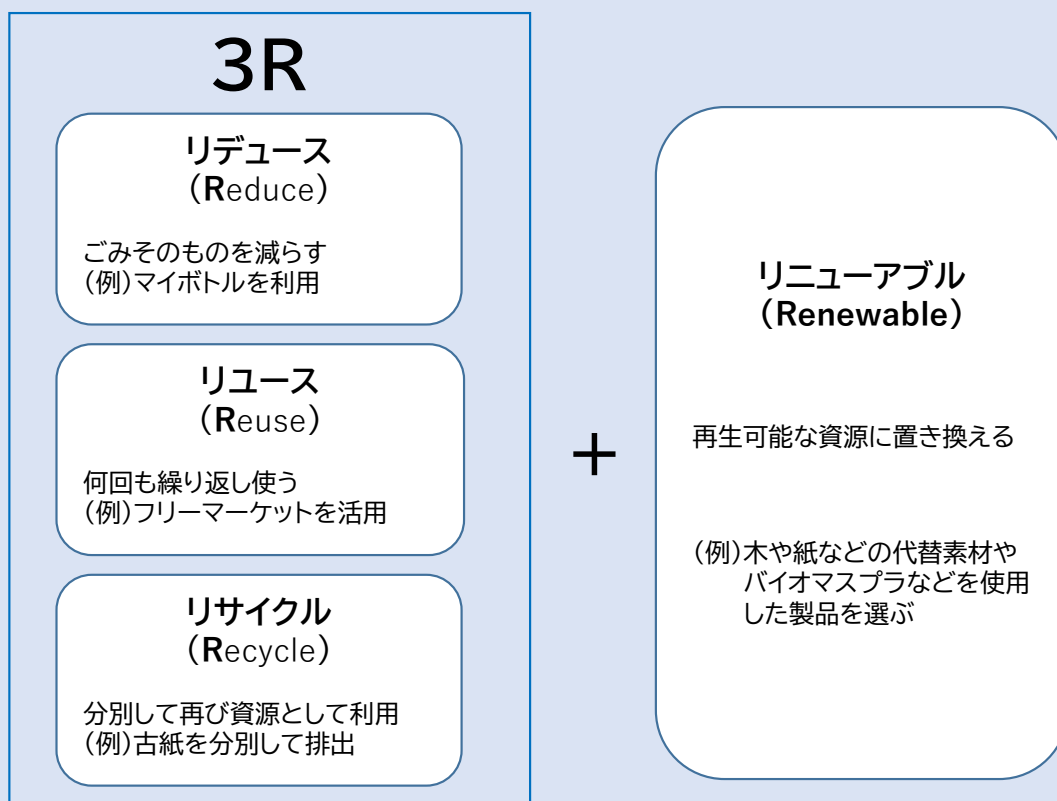 3R
リデュース
（Reduce）
ごみそのものを減らす
（例）マイボトルを利用
リユース
（Reuse）
何回も繰り返し使う
（例）フリーマーケットを活用
リサイクル
（Recycle）
分別して再び資源として利用
（例）古紙を分別して排出
＋
リニューアブル
（Renewable）
再生可能な資源に置き換える
（例）木や紙などの代替素材や
バイオマスプラなどを使用
した製品を選ぶ